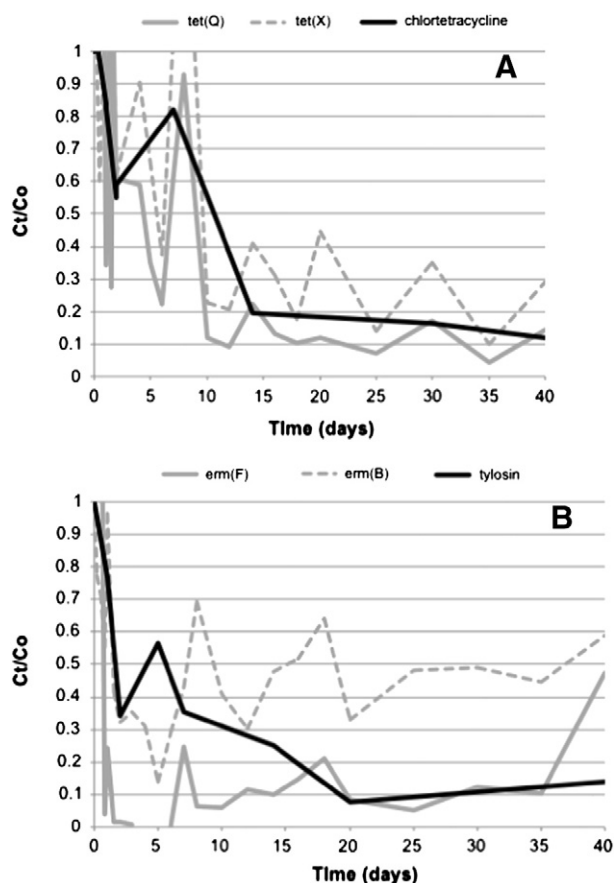 tet(Q) tet(X) chlortetracycline
A
1
0.9
0.8
0.7
0.6
0.5
0.4
0.3
0.2
0.1
0
Ct/Co
0 5 10 15 20 25 30 35 40
Time (days)
erm(F) erm(B) tylosin
B
1
0.9
0.8
0.7
0.6
0.5
0.4
0.3
0.2
0.1
0
Ct/Co
0 5 10 15 20 25 30 35 40
Time (days)